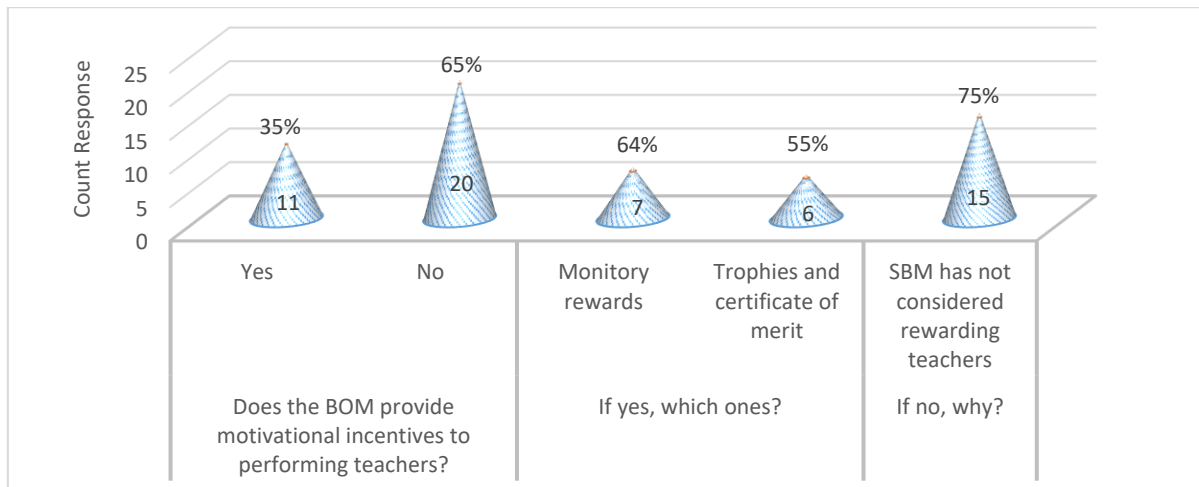 Count Response
25
20
15
10
5
0
35%
65%
64%
55%
75%
11
20
7
6
15
Yes
No
Monitory
rewards
Trophies and
certificate of
merit
SBM has not
considered
rewarding
teachers
Does the BOM provide
motivational incentives to
performing teachers?
If yes, which ones?
If no, why?